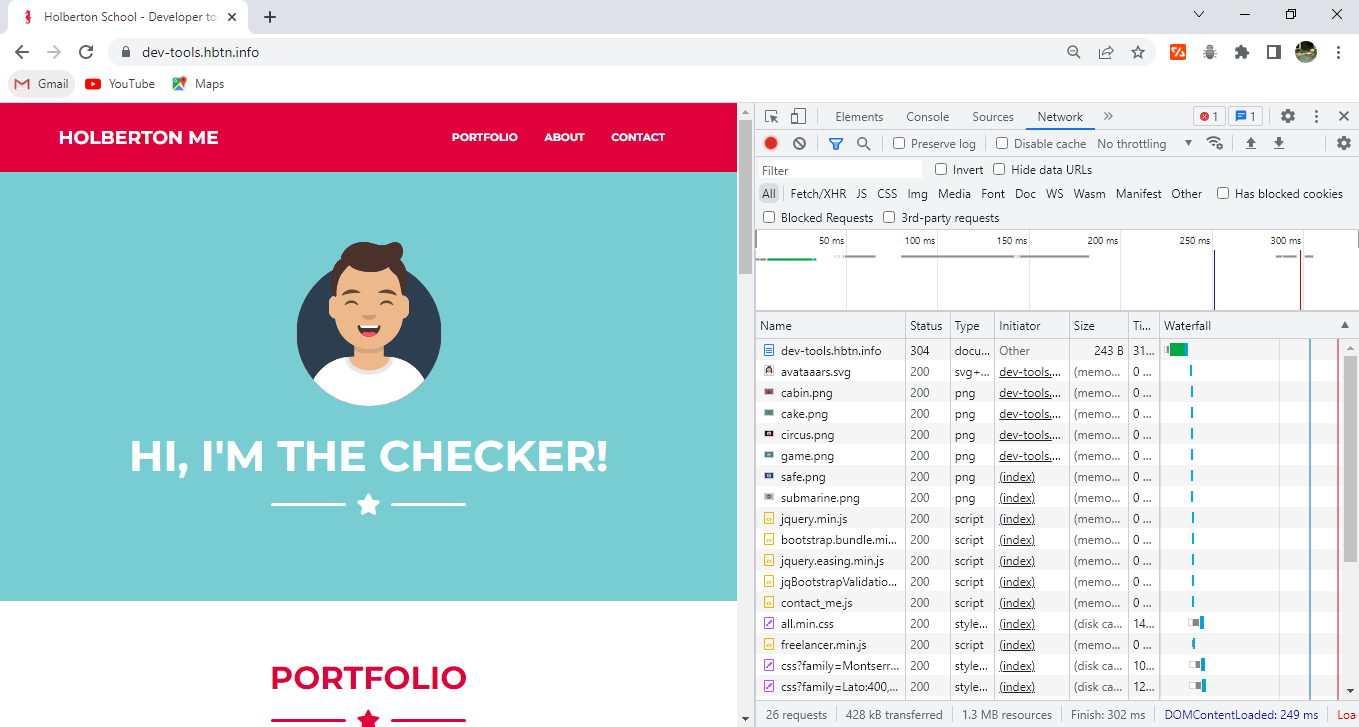 Holberton School - Developer to
dev-tools.hbtn.info
Gmail YouTube Maps
HOLBERTON ME PORTFOLIO ABOUT CONTACT
HI, I'M THE CHECKER!
PORTFOLIO
Elements Console Sources Network 1 1
Preserve log Disable cache No throttling
Filter Invert Hide data URLs
All Fetch/XHR JS CSS Img Media Font Doc WS Wasm Manifest Other Has blocked cookies
Blocked Requests 3rd-party requests
50 ms 100 ms 150 ms 200 ms 250 ms 300 ms
Name Status Type Initiator Size Ti... Waterfall
dev-tools.hbtn.info 304 docu... Other 243 B 31...
avataaars.svg 200 svg+... dev-tools.... (memo... 0 ...
cabin.png 200 png dev-tools.... (memo... 0 ...
cake.png 200 png dev-tools.... (memo... 0 ...
circus.png 200 png dev-tools.... (memo... 0 ...
game.png 200 png dev-tools.... (memo... 0 ...
safe.png 200 png (index) (memo... 0 ...
submarine.png 200 png (index) (memo... 0 ...
jquery.min.js 200 script (index) (memo... 0 ...
bootstrap.bundle.mi... 200 script (index) (memo... 0 ...
jquery.easing.min.js 200 script (index) (memo... 0 ...
jqBootstrapValidatio... 200 script (index) (memo... 0 ...
contact_me.js 200 script (index) (memo... 0 ...
all.min.css 200 style... (index) (disk ca... 14...
freelancer.min.js 200 script (index) (memo... 0 ...
css?family=Montserr... 200 style... (index) (disk ca... 10...
css?family=Lato:400,... 200 style... (index) (disk ca... 12...
26 requests 428 kB transferred 1.3 MB resources Finish: 302 ms DOMContentLoaded: 249 ms Loa